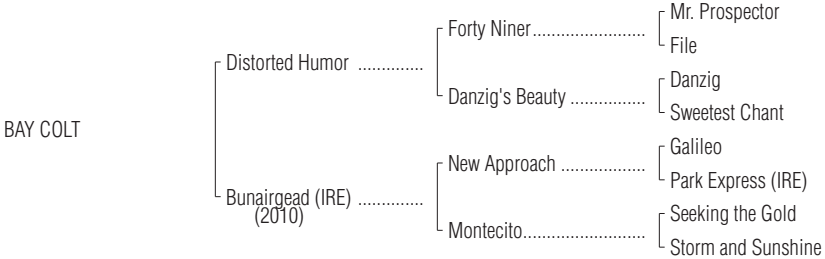 Mr. Prospector
Forty Niner........................
File
Distorted Humor ..............
Danzig
Danzig's Beauty ................
Sweetest Chant
BAY COLT
Galileo
New Approach ..................
Park Express (IRE)
Bunairgead (IRE) ..............
(2010)
Seeking the Gold
Montecito..........................
Storm and Sunshine